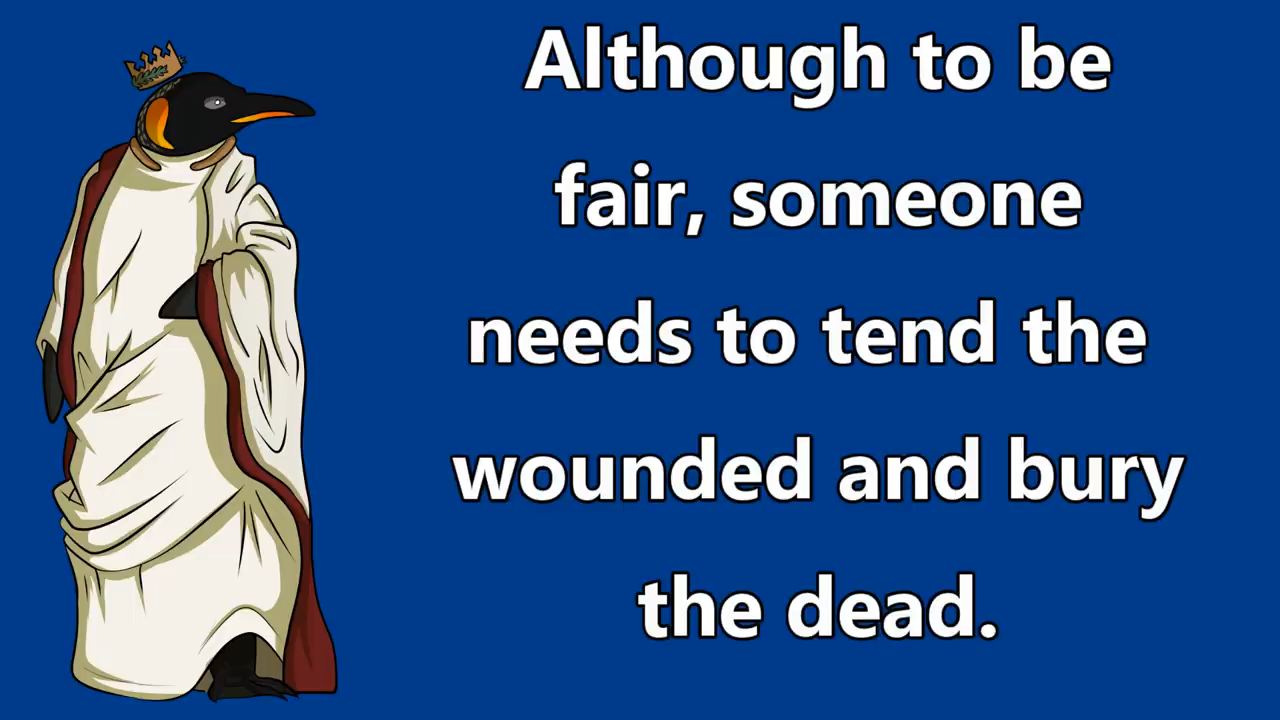 Although to be
fair, someone
needs to tend the
wounded and bury
the dead.